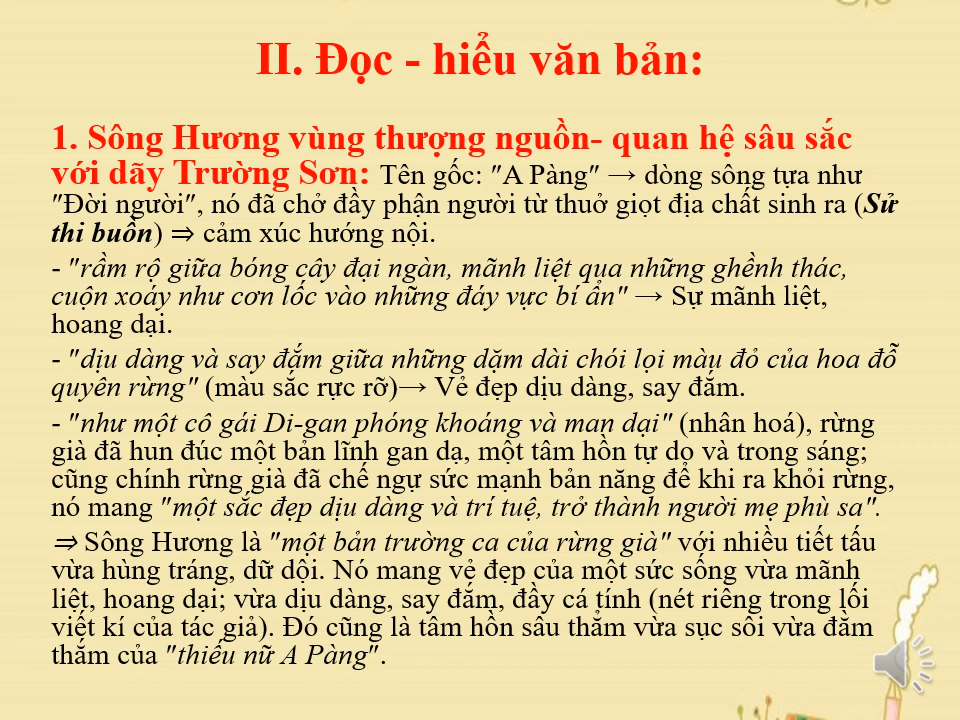 II. Đọc - hiểu văn bản:
1. Sông Hương vùng thượng nguồn- quan hệ sâu sắc
với dãy Trường Sơn: Tên gốc: "A Pàng" → dòng sông tựa như
"Đời người", nó đã chở đầy phận người từ thuở giọt địa chất sinh ra (Sử
thi buồn) ⇒ cảm xúc hướng nội.
- "rầm rộ giữa bóng cây đại ngàn, mãnh liệt qua những ghềnh thác,
cuộn xoáy như cơn lốc vào những đáy vực bí ẩn" → Sự mãnh liệt,
hoang dại.
- "dịu dàng và say đắm giữa những dặm dài chói lọi màu đỏ của hoa đỗ
quyên rừng" (màu sắc rực rỡ)→ Vẻ đẹp dịu dàng, say đắm.
- "như một cô gái Di-gan phóng khoáng và man dại" (nhân hoá), rừng
già đã hun đúc một bản lĩnh gan dạ, một tâm hồn tự do và trong sáng;
cũng chính rừng già đã chế ngự sức mạnh bản năng để khi ra khỏi rừng,
nó mang "một sắc đẹp dịu dàng và trí tuệ, trở thành người mẹ phù sa".
⇒ Sông Hương là "một bản trường ca của rừng già" với nhiều tiết tấu
vừa hùng tráng, dữ dội. Nó mang vẻ đẹp của một sức sống vừa mãnh
liệt, hoang dại; vừa dịu dàng, say đắm, đầy cá tính (nét riêng trong lối
viết kí của tác giả). Đó cũng là tâm hồn sâu thẳm vừa sục sôi vừa đằm
thắm của "thiếu nữ A Pàng".